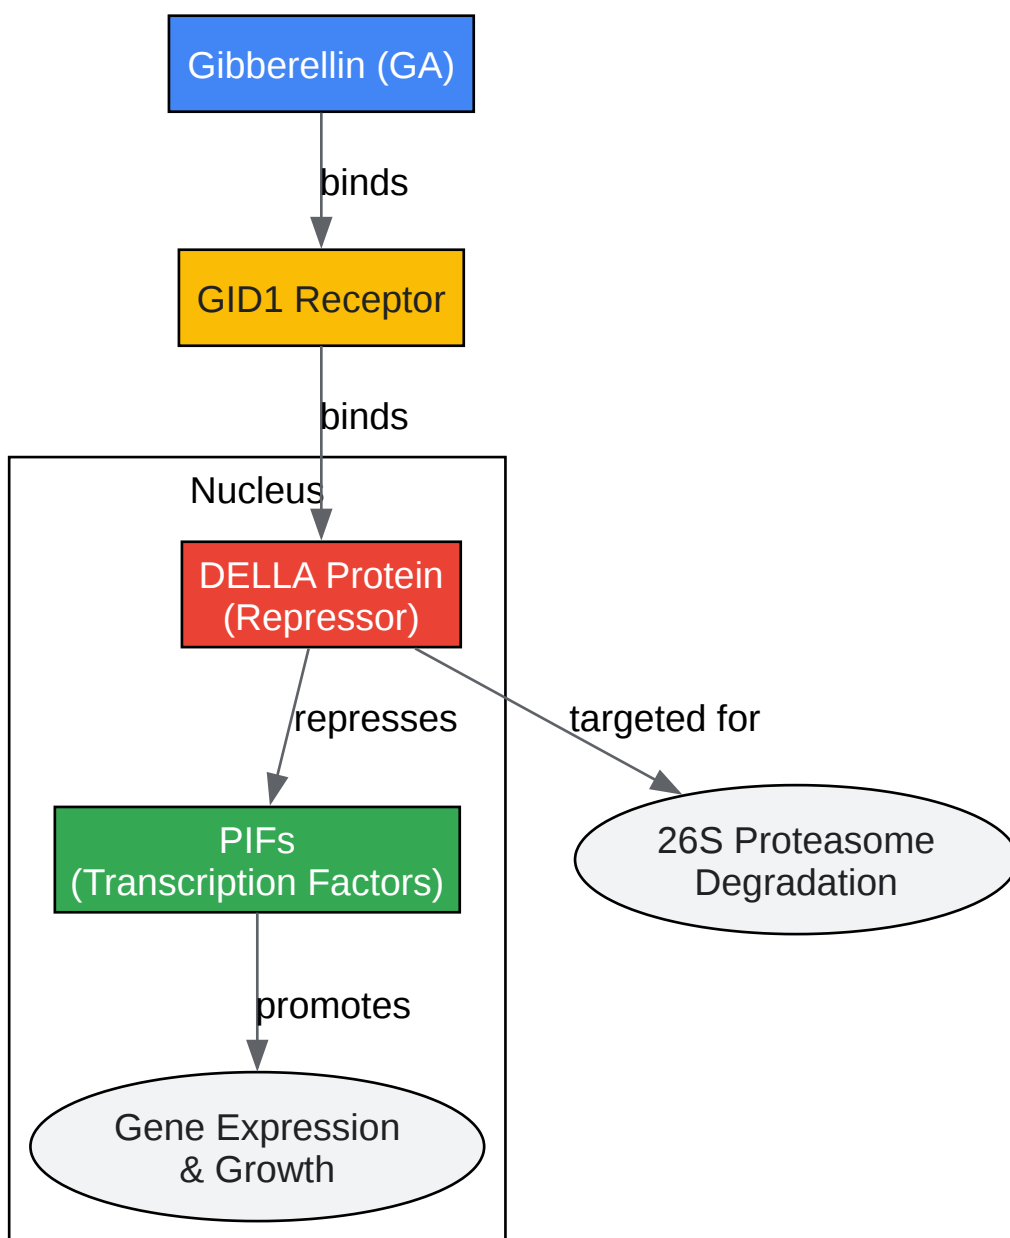 Gibberellin (GA)
binds
GID1 Receptor
binds
Nucleus
DELLA Protein
(Repressor)
represses
targeted for
PIFs
(Transcription Factors)
26S Proteasome
Degradation
promotes
Gene Expression
& Growth